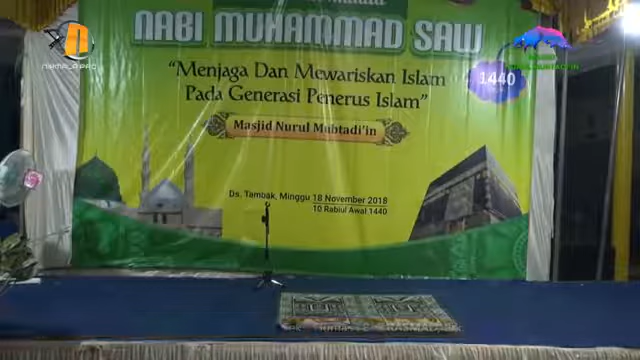 NABI MUHAMMAD SAW
1440
"Menjaga Dan Mewariskan Islam
Pada Generasi Penerus Islam"
Masjid Nurul Mubtadi'in
Ds. Tambak, Minggu 18 November 2018
10 Rabiul Awal 1440